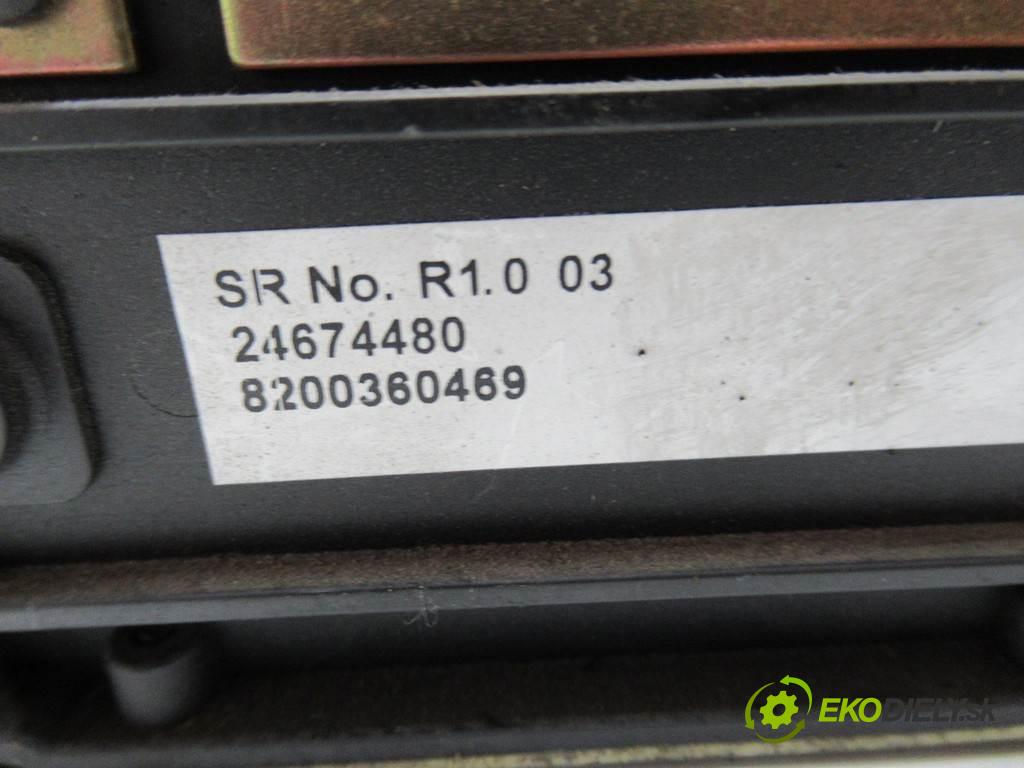 SR No. R1.0 03
24674480
8200360469
EKODIELY.sk